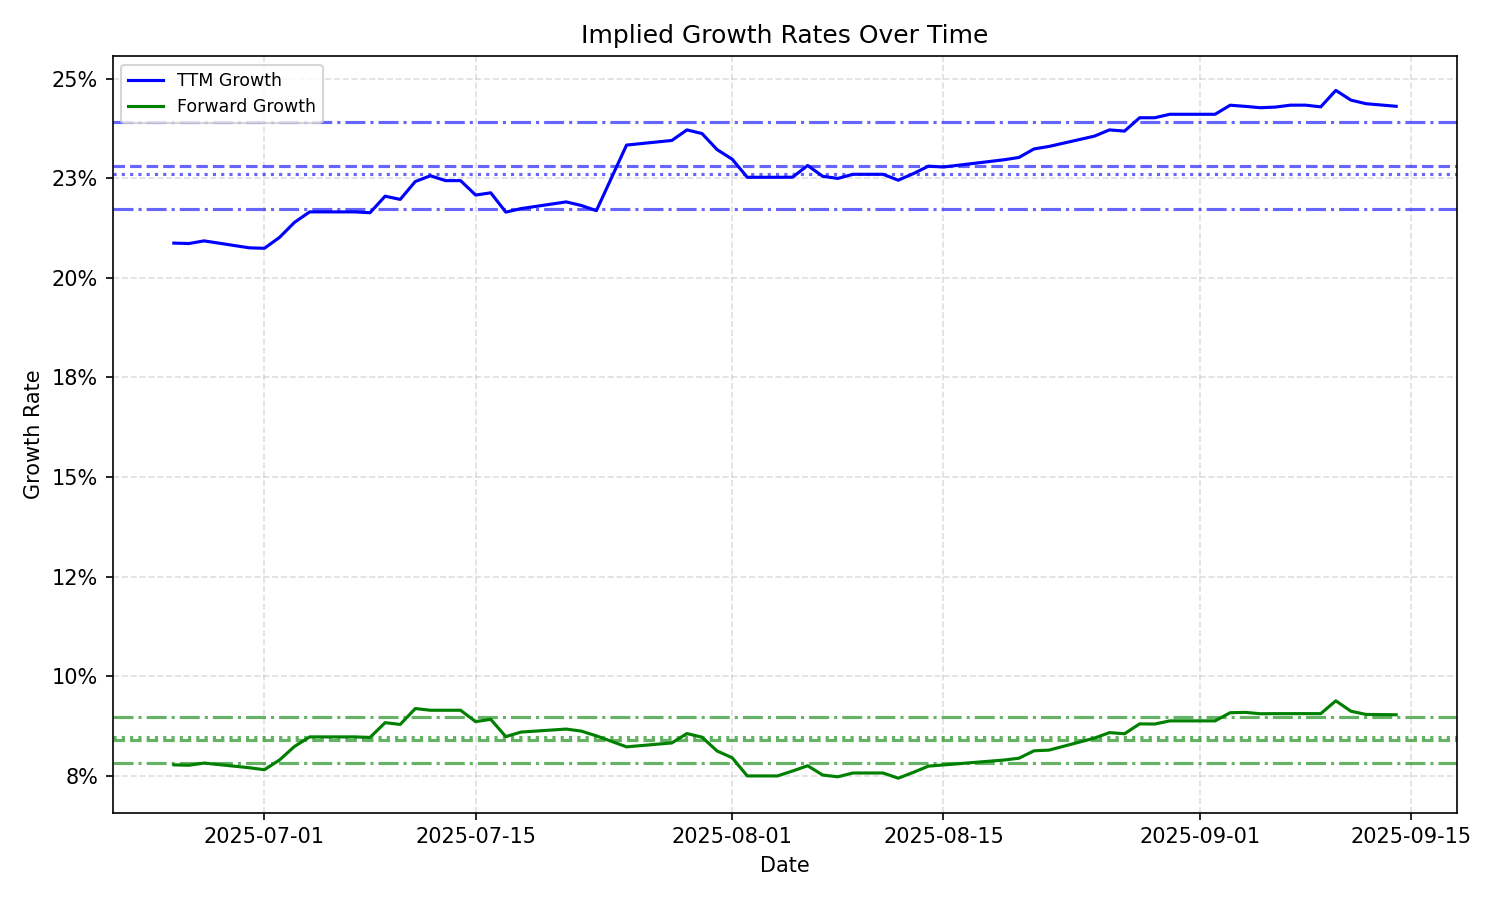 Implied Growth Rates Over Time
TTM Growth
Forward Growth
25%
23%
20%
18%
15%
12%
10%
8%
Growth Rate
2025-07-01
2025-07-15
2025-08-01
2025-08-15
2025-09-01
2025-09-15
Date